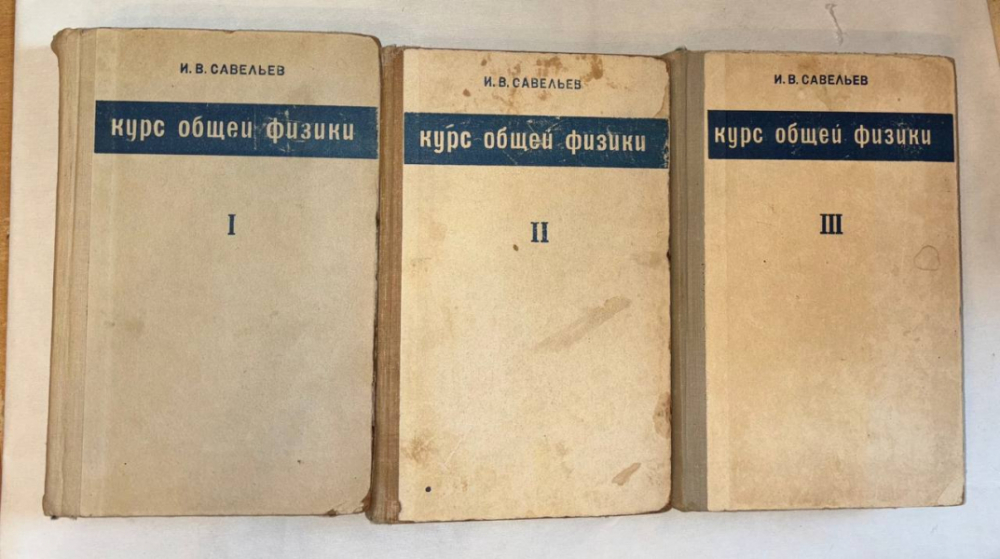 И. В. САВЕЛЬЕВ
курс общей физики
I
И. В. САВЕЛЬЕВ
курс общей физики
II
И. В. САВЕЛЬЕВ
курс общей физики
III